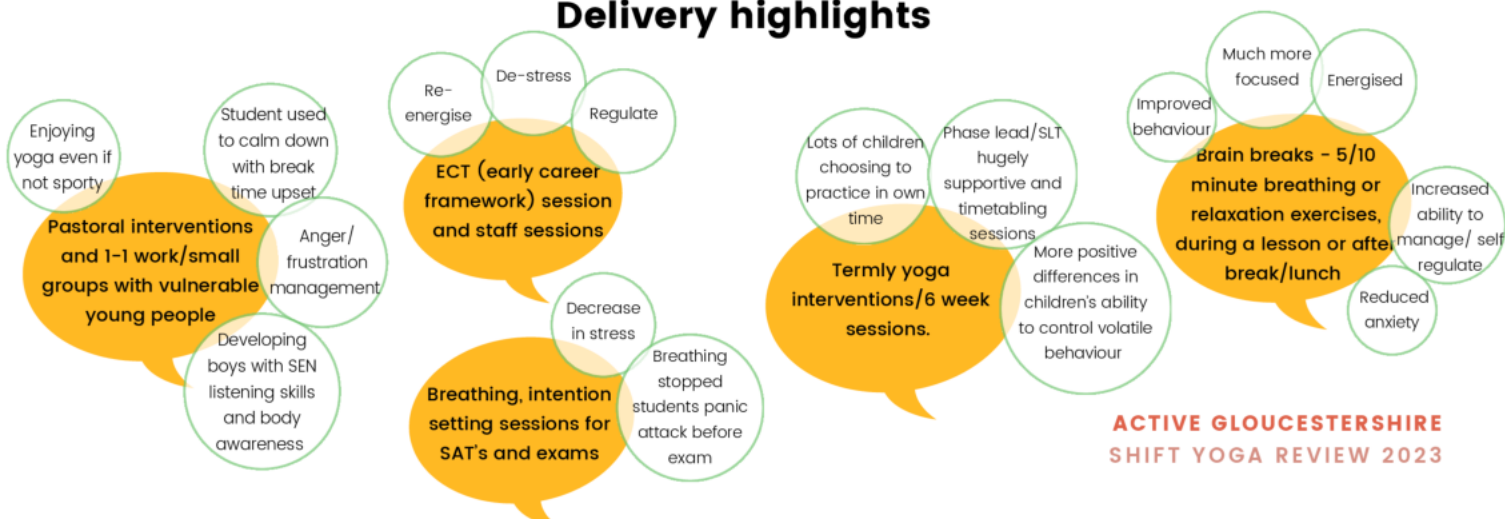 Delivery highlights
Enjoying
yoga even if
not sporty
Student used
to calm down
with break
time upset
Pastoral interventions
and 1-1 work/small
groups with vulnerable
young people
Anger/
frustration
management
Developing
boys with SEN
listening skills
and body
awareness
Re-
energise
De-stress
Regulate
ECT (early career
framework) session
and staff sessions
Decrease
in stress
Breathing, intention
setting sessions for
SAT's and exams
Breathing
stopped
students panic
attack before
exam
Lots of children
choosing to
practice in own
time
Phase lead/SLT
hugely
supportive and
timetabling
sessions
Termly yoga
interventions/6 week
sessions.
More positive
differences in
children's ability
to control volatile
behaviour
Improved
behaviour
Much more
focused
Energised
Brain breaks - 5/10
minute breathing or
relaxation exercises,
during a lesson or after
break/lunch
Increased
ability to
manage/ self
regulate
Reduced
anxiety
ACTIVE GLOUCESTERSHIRE
SHIFT YOGA REVIEW 2023